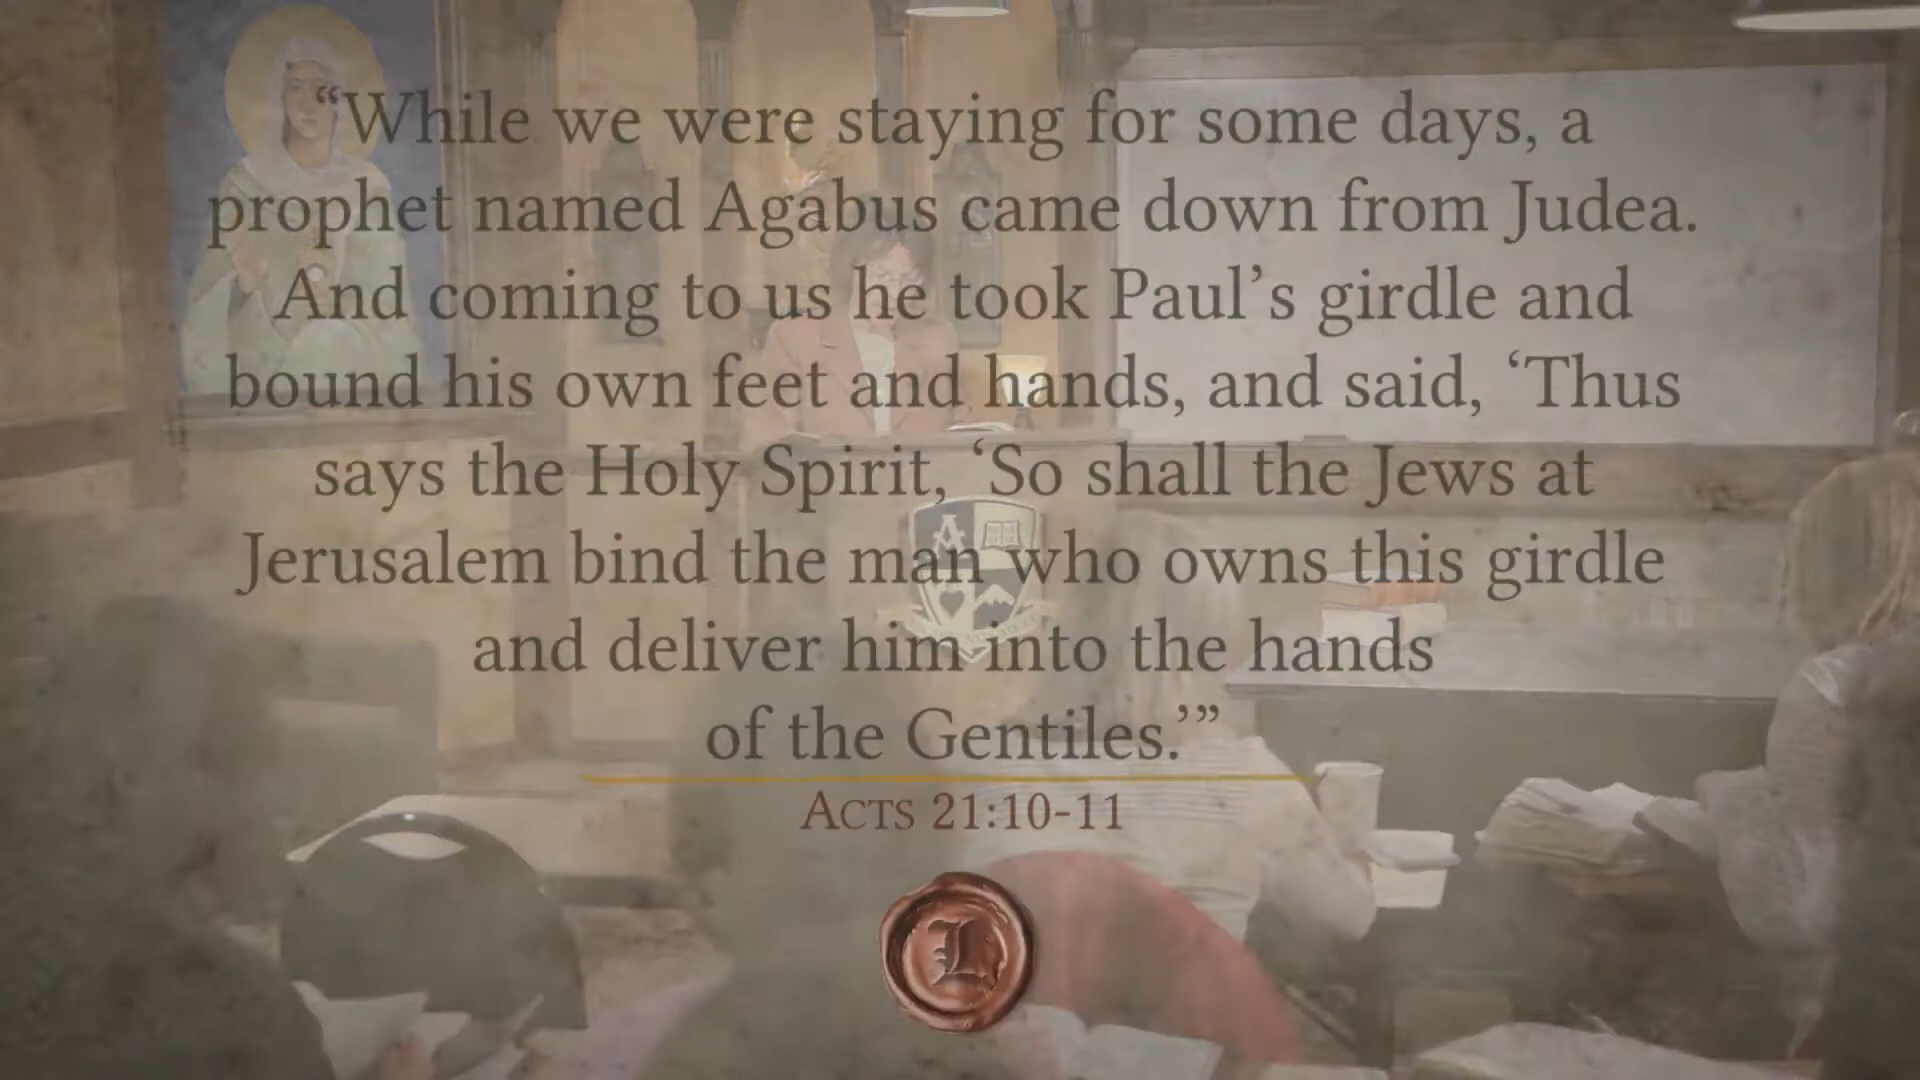 “While we were staying for some days, a
prophet named Agabus came down from Judea.
And coming to us he took Paul’s girdle and
bound his own feet and hands, and said, ‘Thus
says the Holy Spirit, ‘So shall the Jews at
Jerusalem bind the man who owns this girdle
and deliver him into the hands
of the Gentiles.’”
ACTS 21:10-11
A
L